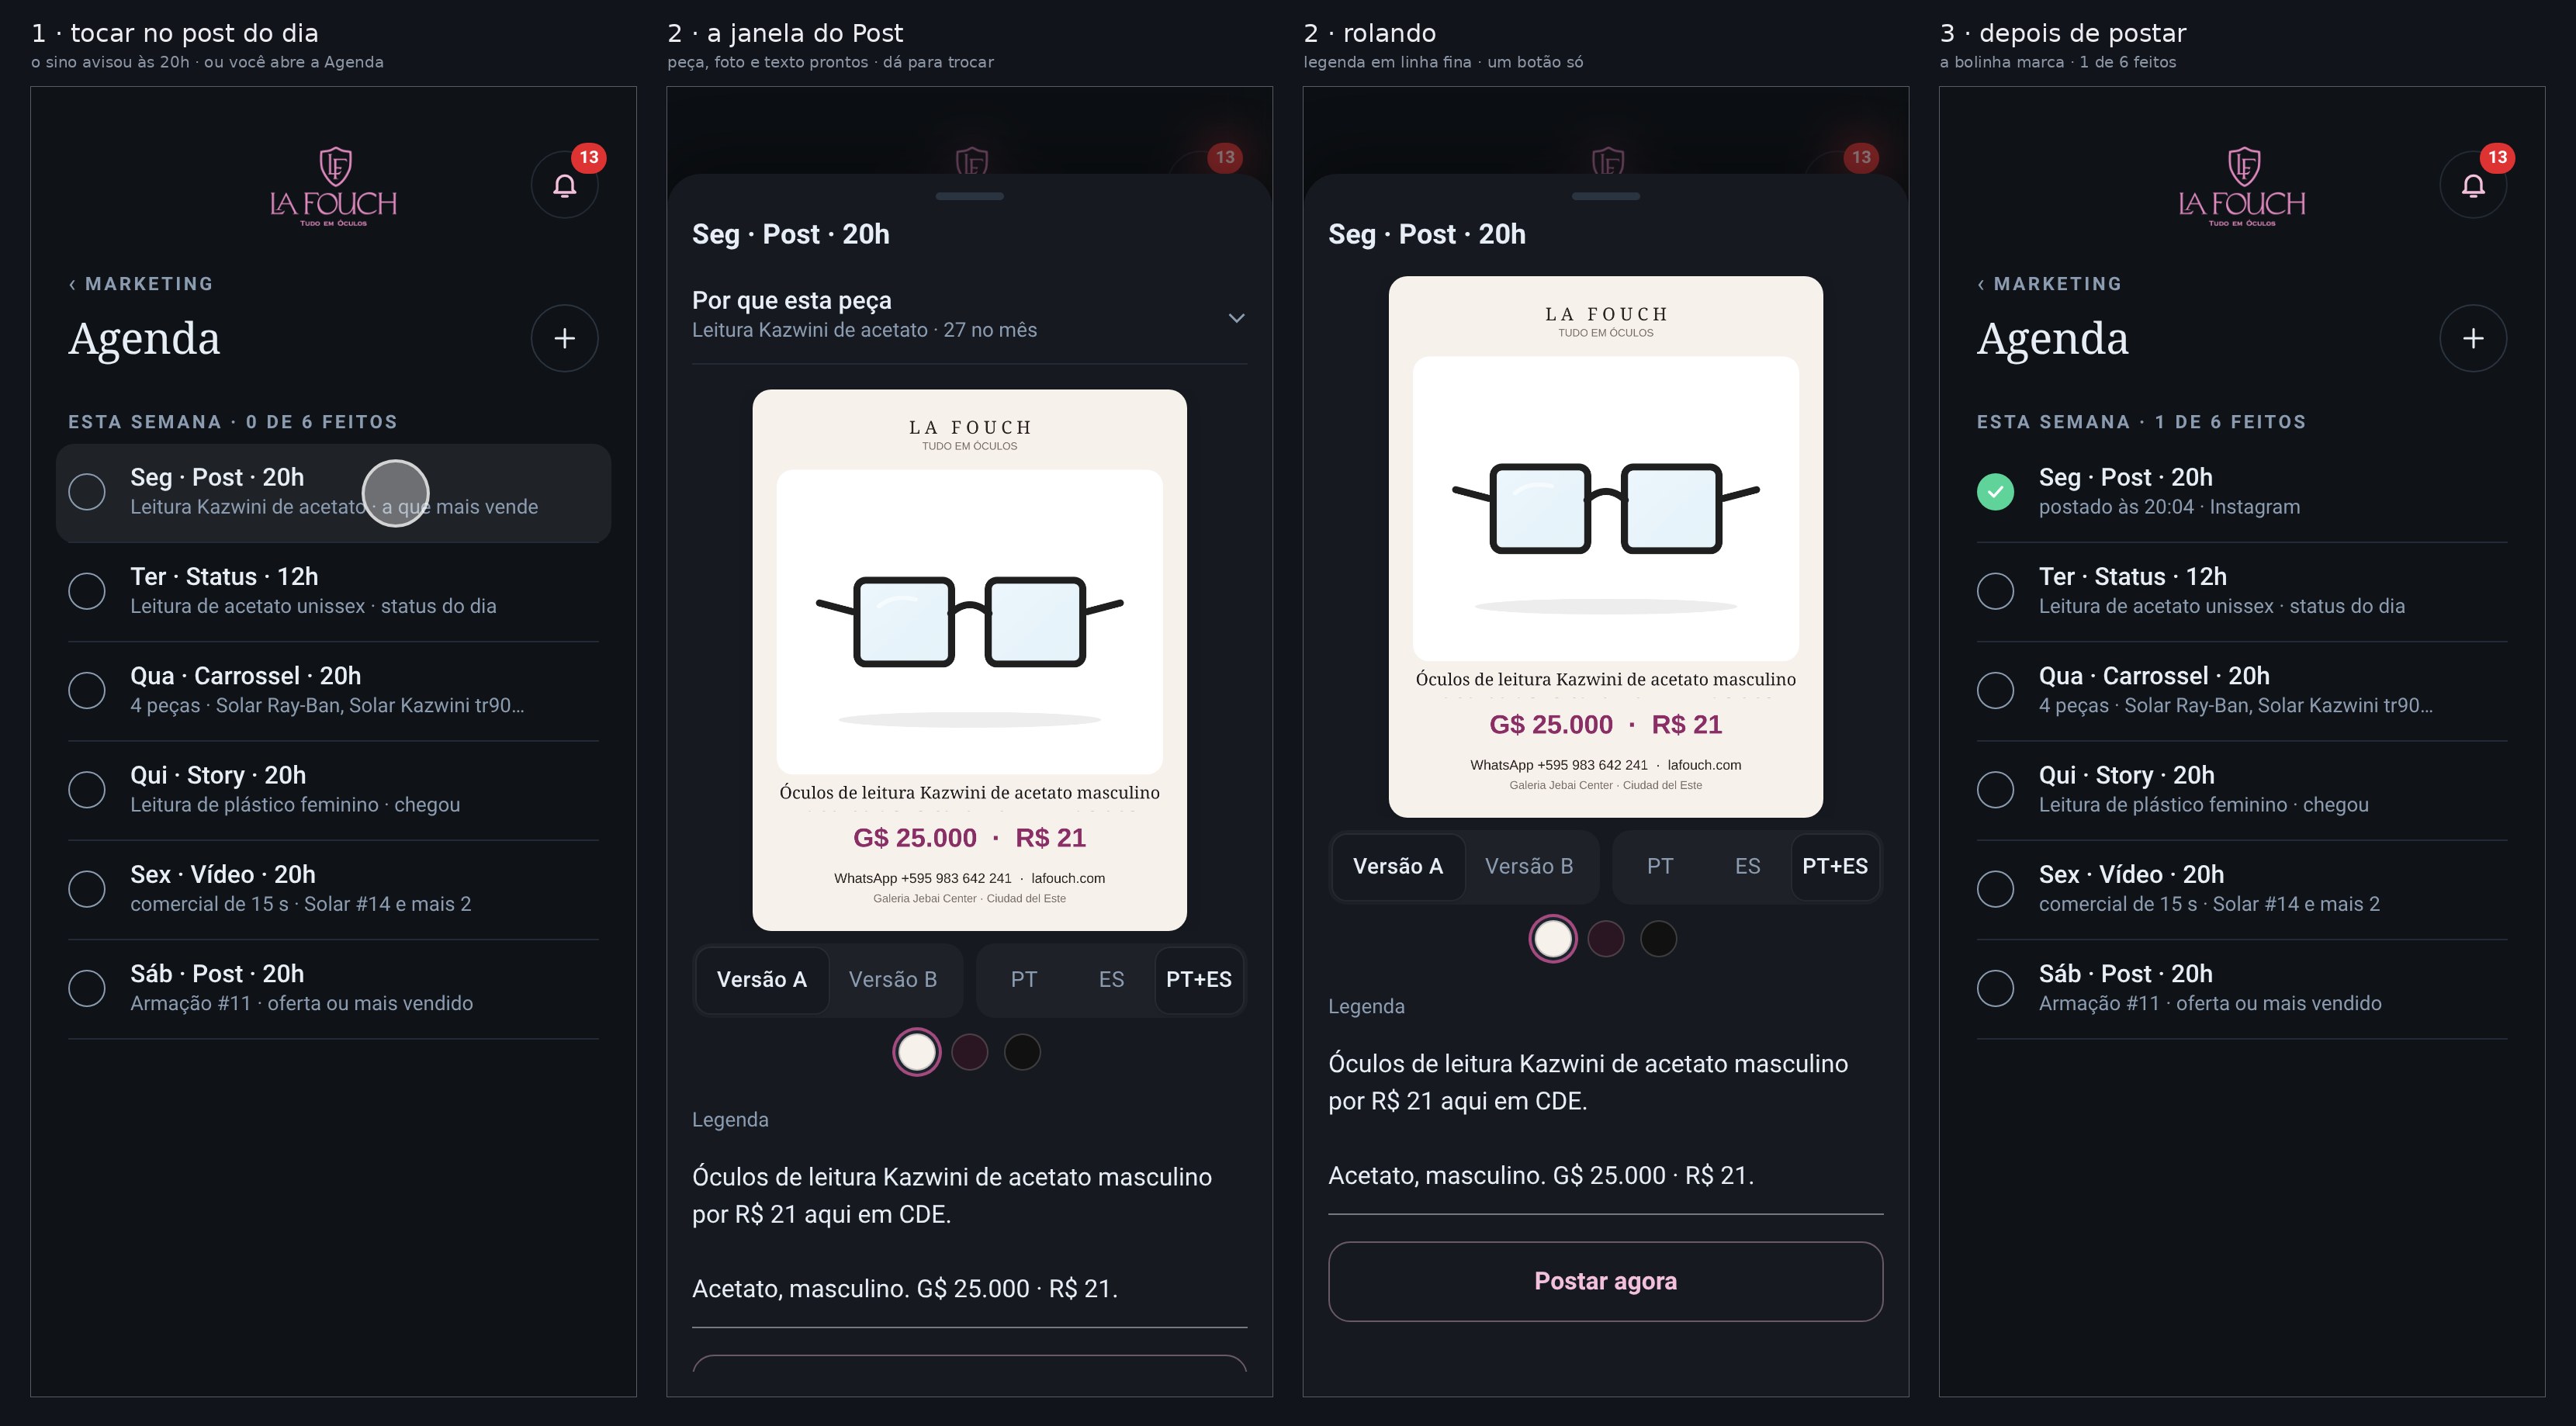 1 · tocar no post do dia
o sino avisou às 20h · ou você abre a Agenda
LF
LA FOUCH
TUDO EM ÓCULOS
13
‹ MARKETING
Agenda
+
ESTA SEMANA · 0 DE 6 FEITOS
Seg · Post · 20h
Leitura Kazwini de acetato · a que mais vende
Ter · Status · 12h
Leitura de acetato unissex · status do dia
Qua · Carrossel · 20h
4 peças · Solar Ray-Ban, Solar Kazwini tr90...
Qui · Story · 20h
Leitura de plástico feminino · chegou
Sex · Vídeo · 20h
comercial de 15 s · Solar #14 e mais 2
Sáb · Post · 20h
Armação #11 · oferta ou mais vendido
2 · a janela do Post
peça, foto e texto prontos · dá para trocar
LF
13
Seg · Post · 20h
Por que esta peça
Leitura Kazwini de acetato · 27 no mês
LA FOUCH
TUDO EM ÓCULOS
Óculos de leitura Kazwini de acetato masculino
G$ 25.000 · R$ 21
WhatsApp +595 983 642 241 · lafouch.com
Galeria Jebai Center · Ciudad del Este
Versão A Versão B PT ES PT+ES
Legenda
Óculos de leitura Kazwini de acetato masculino
por R$ 21 aqui em CDE.
Acetato, masculino. G$ 25.000 · R$ 21.
2 · rolando
legenda em linha fina · um botão só
LF
13
Seg · Post · 20h
LA FOUCH
TUDO EM ÓCULOS
Óculos de leitura Kazwini de acetato masculino
G$ 25.000 · R$ 21
WhatsApp +595 983 642 241 · lafouch.com
Galeria Jebai Center · Ciudad del Este
Versão A Versão B PT ES PT+ES
Legenda
Óculos de leitura Kazwini de acetato masculino
por R$ 21 aqui em CDE.
Acetato, masculino. G$ 25.000 · R$ 21.
Postar agora
3 · depois de postar
a bolinha marca · 1 de 6 feitos
LF
LA FOUCH
TUDO EM ÓCULOS
13
‹ MARKETING
Agenda
+
ESTA SEMANA · 1 DE 6 FEITOS
Seg · Post · 20h
postado às 20:04 · Instagram
Ter · Status · 12h
Leitura de acetato unissex · status do dia
Qua · Carrossel · 20h
4 peças · Solar Ray-Ban, Solar Kazwini tr90...
Qui · Story · 20h
Leitura de plástico feminino · chegou
Sex · Vídeo · 20h
comercial de 15 s · Solar #14 e mais 2
Sáb · Post · 20h
Armação #11 · oferta ou mais vendido